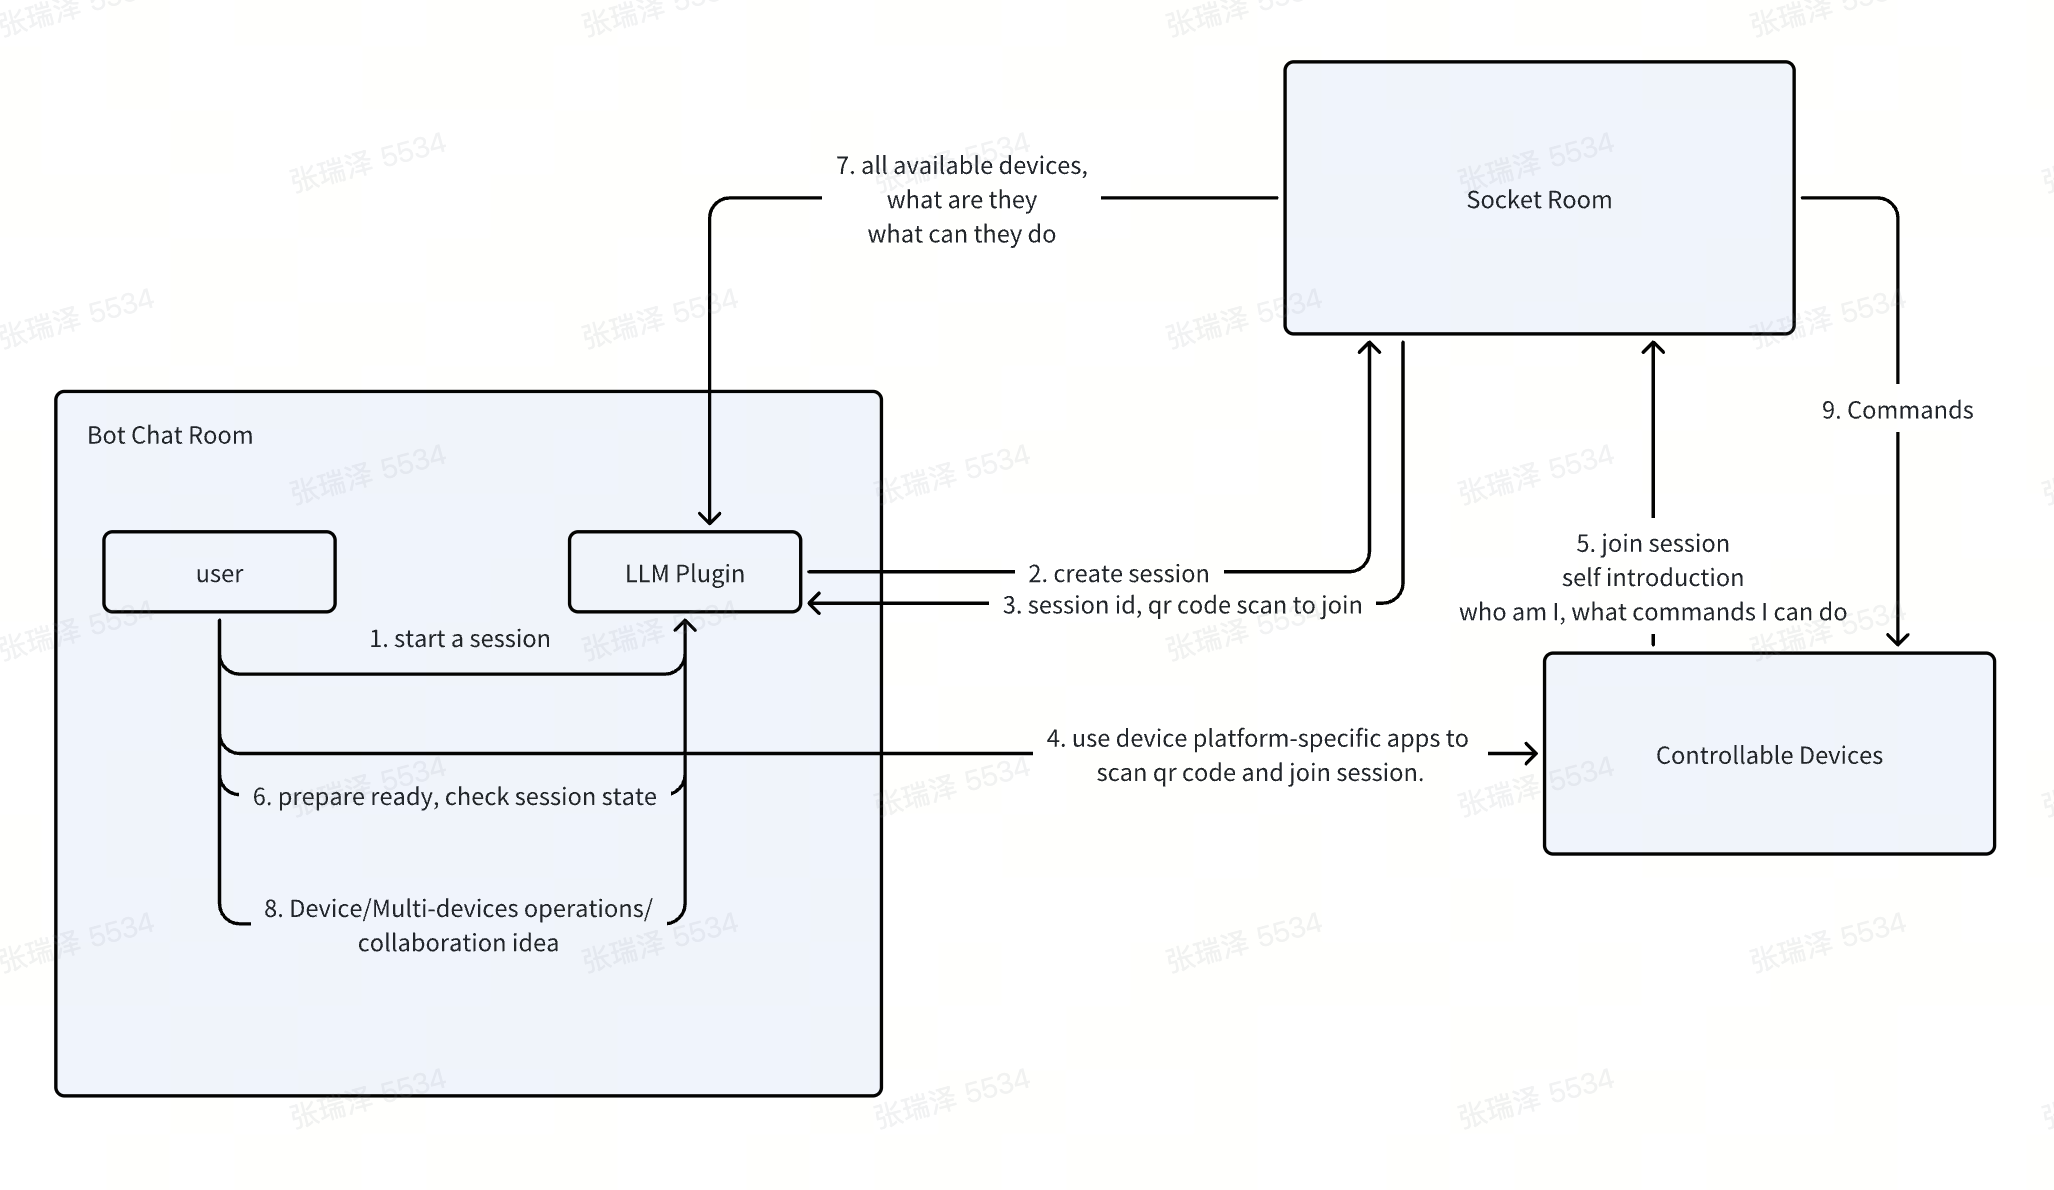 张瑞泽 5534
7. all available devices,
what are they
what can they do
Socket Room
9. Commands
Bot Chat Room
user
LLM Plugin
2. create session
3. session id, qr code scan to join
5. join session
self introduction
who am I, what commands I can do
1. start a session
4. use device platform-specific apps to
scan qr code and join session.
Controllable Devices
6. prepare ready, check session state
8. Device/Multi-devices operations/
collaboration idea